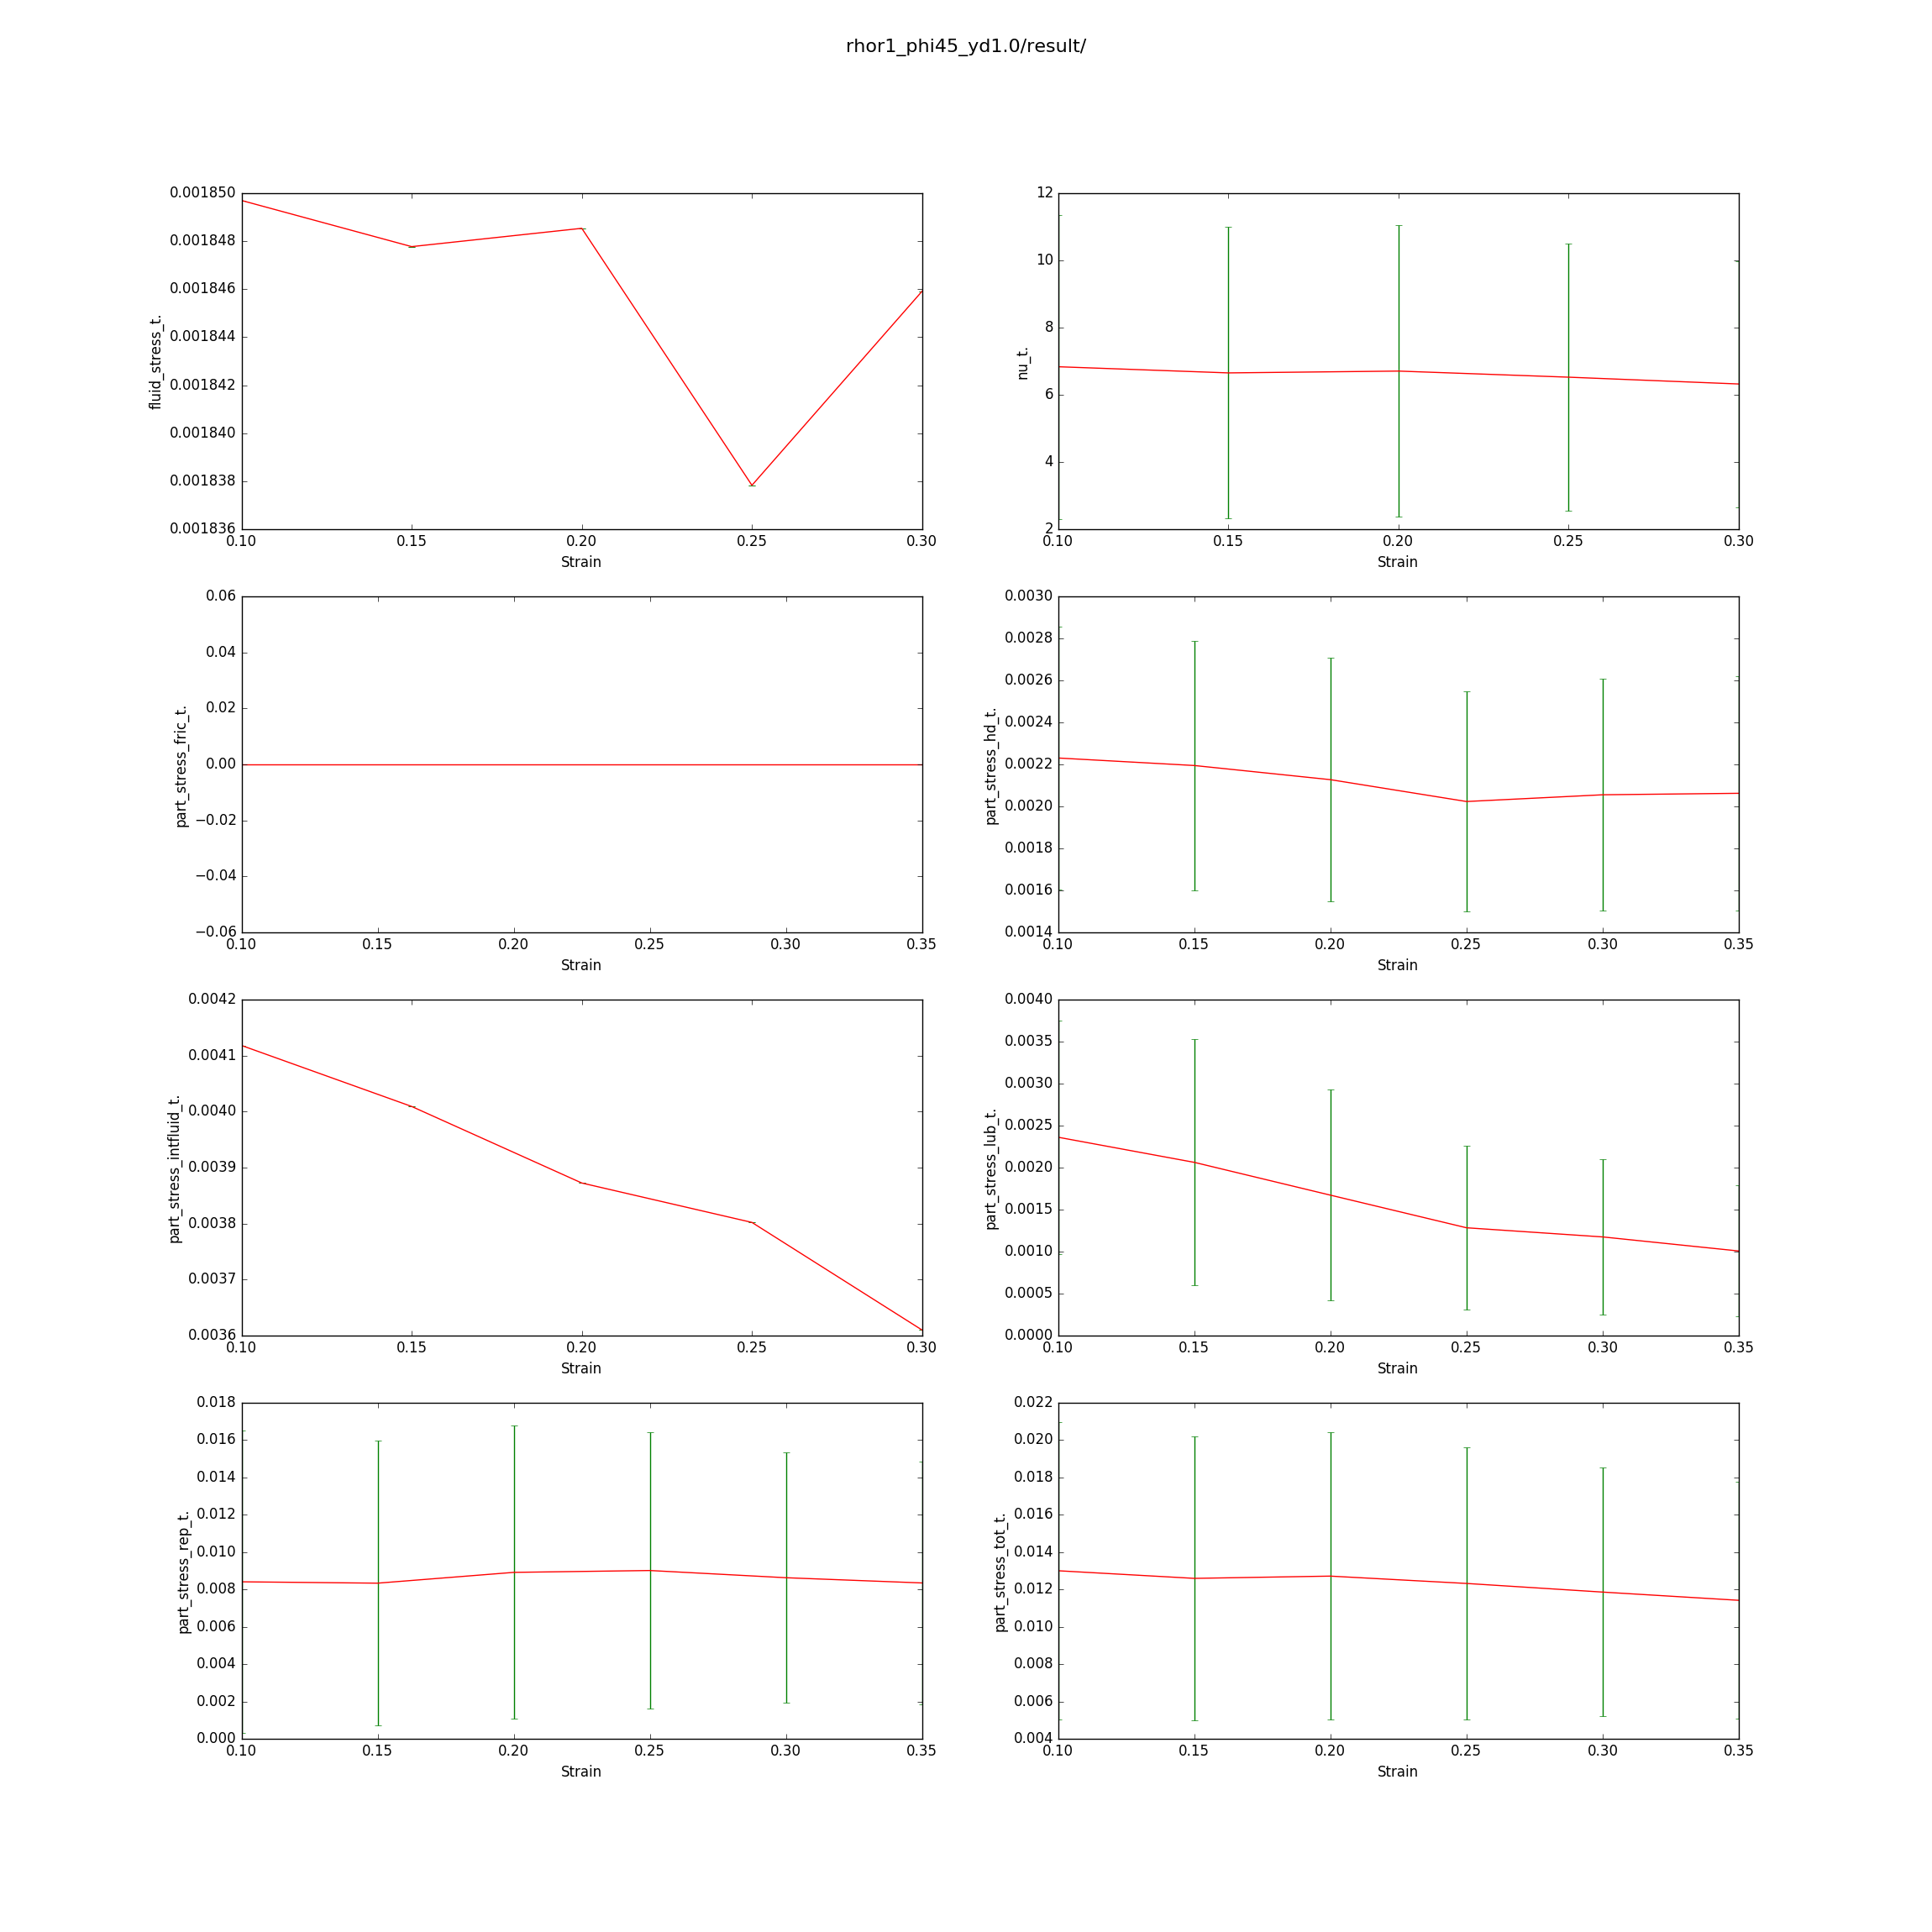 rhor1_phi45_yd1.0/result/
fluid_stress_t.
0.001850
0.001848
0.001846
0.001844
0.001842
0.001840
0.001838
0.001836
0.10 0.15 0.20 0.25 0.30
Strain
nu_t.
12
10
8
6
4
2
0.10 0.15 0.20 0.25 0.30
Strain
part_stress_fric_t.
0.06
0.04
0.02
0.00
−0.02
−0.04
−0.06
0.10 0.15 0.20 0.25 0.30 0.35
Strain
part_stress_hd_t.
0.0030
0.0028
0.0026
0.0024
0.0022
0.0020
0.0018
0.0016
0.0014
0.10 0.15 0.20 0.25 0.30 0.35
Strain
part_stress_intfluid_t.
0.0042
0.0041
0.0040
0.0039
0.0038
0.0037
0.0036
0.10 0.15 0.20 0.25 0.30
Strain
part_stress_lub_t.
0.0040
0.0035
0.0030
0.0025
0.0020
0.0015
0.0010
0.0005
0.0000
0.10 0.15 0.20 0.25 0.30 0.35
Strain
part_stress_rep_t.
0.018
0.016
0.014
0.012
0.010
0.008
0.006
0.004
0.002
0.000
0.10 0.15 0.20 0.25 0.30 0.35
Strain
part_stress_tot_t.
0.022
0.020
0.018
0.016
0.014
0.012
0.010
0.008
0.006
0.004
0.10 0.15 0.20 0.25 0.30 0.35
Strain